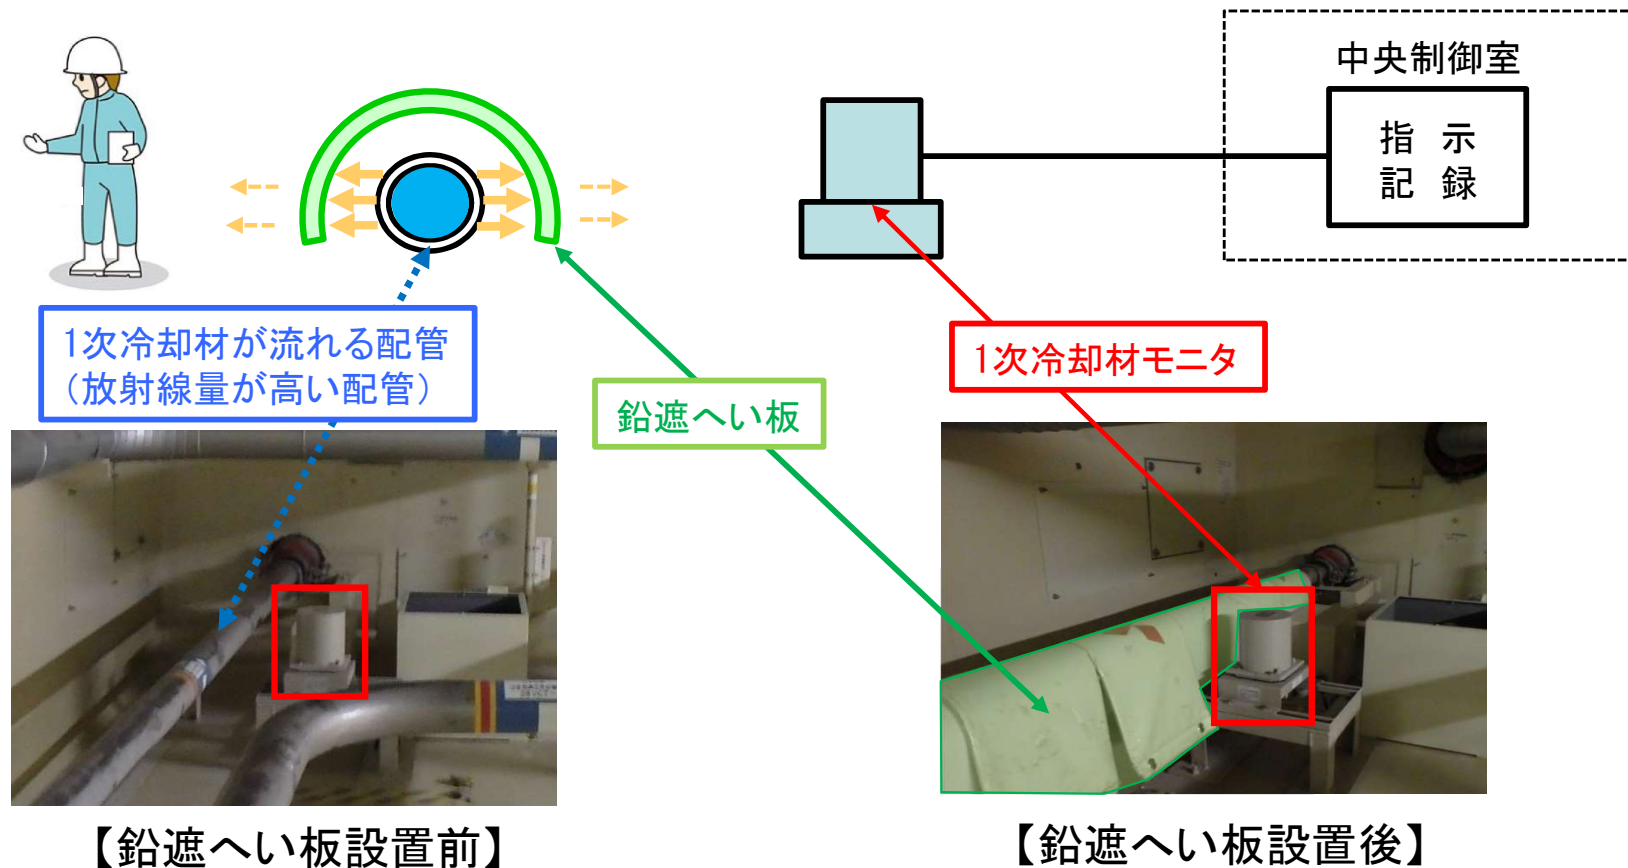 中央制御室
指 示
記 録
1次冷却材が流れる配管
(放射線量が高い配管)
1次冷却材モニタ
鉛遮へい板
【鉛遮へい板設置前】
【鉛遮へい板設置後】